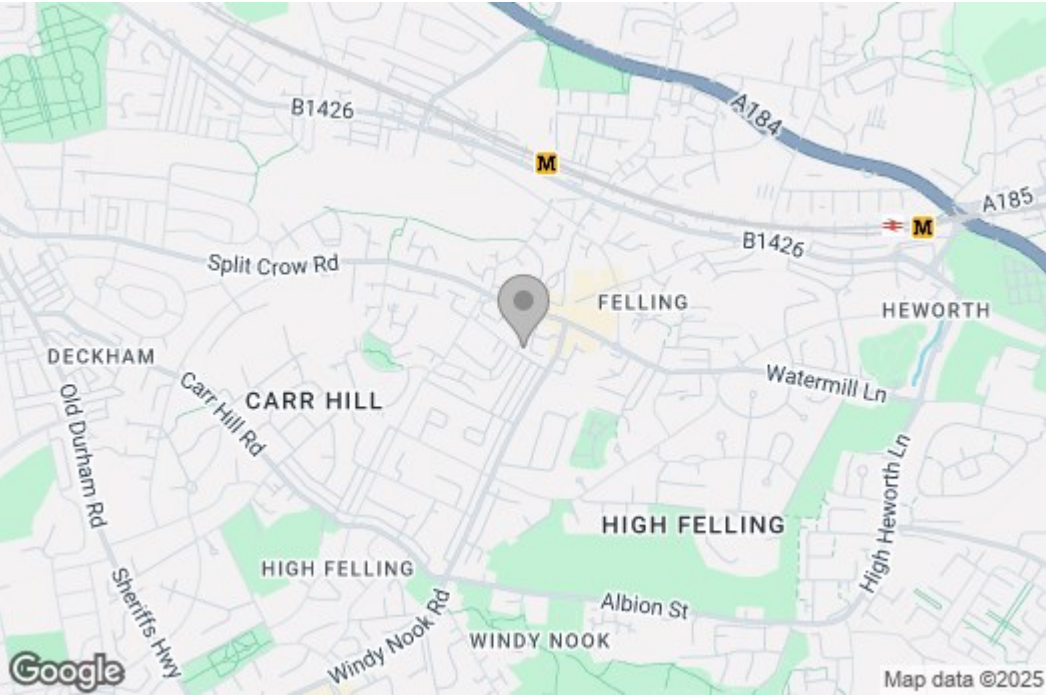 B1426
A184
M
A185
M
B1426
Split Crow Rd
FELLING
HEWORTH
DECKHAM
Watermill Ln
CARR HILL
Carr Hill Rd
Old Durham Rd
High Heworth Ln
HIGH FELLING
HIGH FELLING
Albion St
Sheriffs Hwy
Windy Nook Rd
WINDY NOOK
Google
Map data ©2025